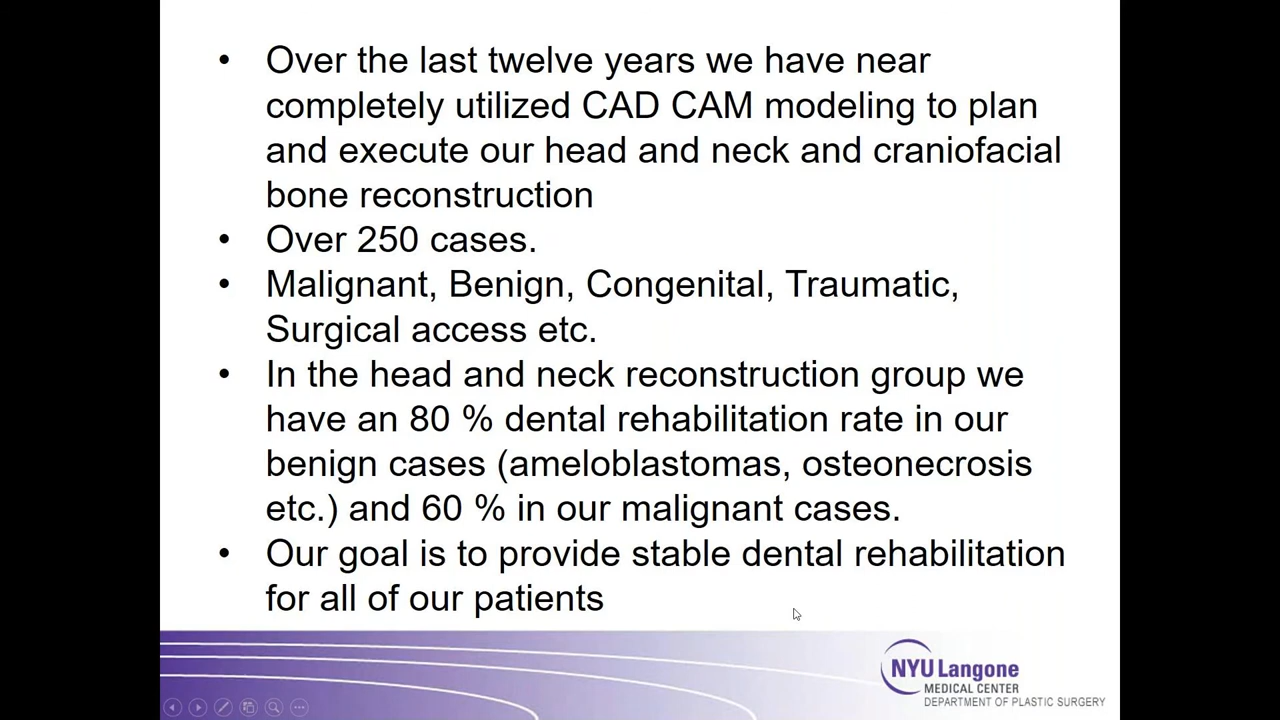 • Over the last twelve years we have near
completely utilized CAD CAM modeling to plan
and execute our head and neck and craniofacial
bone reconstruction
• Over 250 cases.
• Malignant, Benign, Congenital, Traumatic,
Surgical access etc.
• In the head and neck reconstruction group we
have an 80 % dental rehabilitation rate in our
benign cases (ameloblastomas, osteonecrosis
etc.) and 60 % in our malignant cases.
• Our goal is to provide stable dental rehabilitation
for all of our patients
NYU Langone
MEDICAL CENTER
DEPARTMENT OF PLASTIC SURGERY